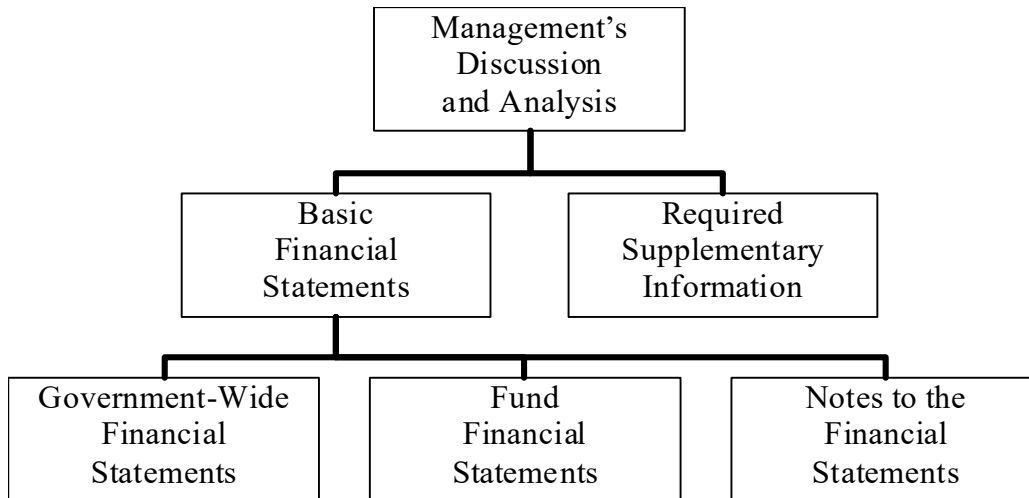 Management’s
Discussion
and Analysis
Basic
Financial
Statements
Required
Supplementary
Information
Government-Wide
Financial
Statements
Fund
Financial
Statements
Notes to the
Financial
Statements